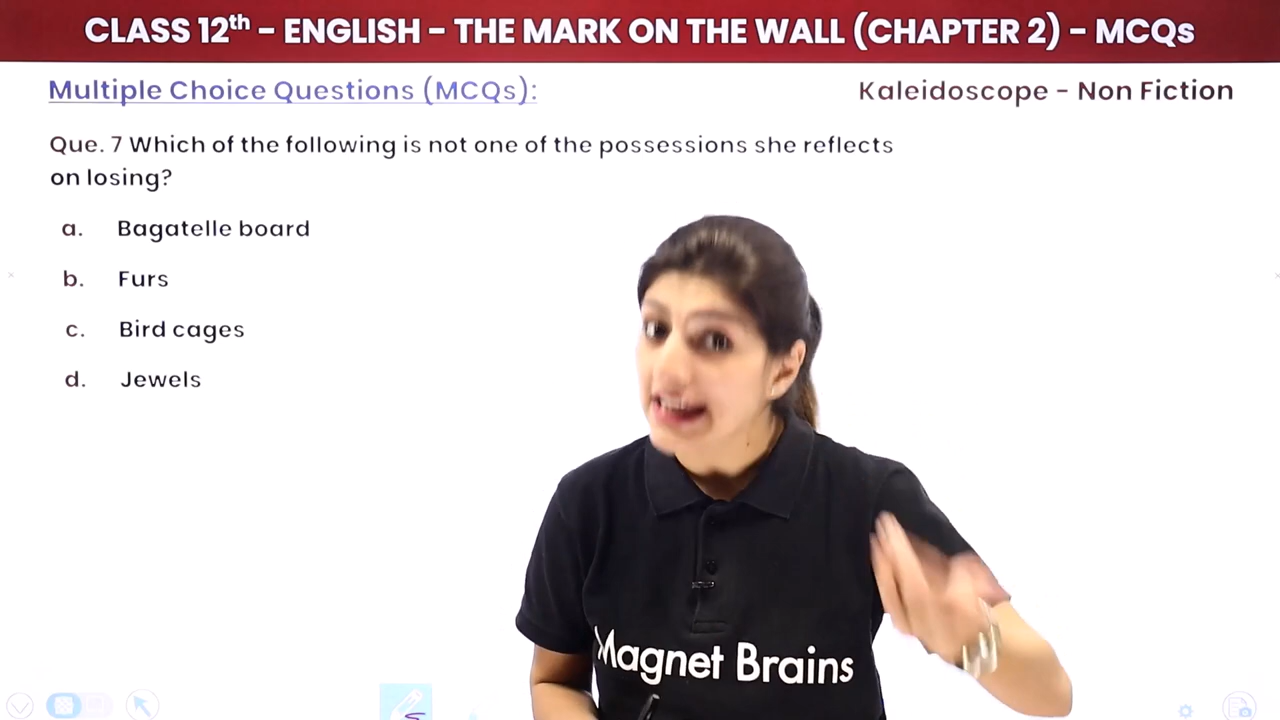 CLASS 12th – ENGLISH – THE MARK ON THE WALL (CHAPTER 2) – MCQs
Multiple Choice Questions (MCQs):
Kaleidoscope - Non Fiction
Que. 7 Which of the following is not one of the possessions she reflects
on losing?
a. Bagatelle board
b. Furs
c. Bird cages
d. Jewels
Magnet Brains